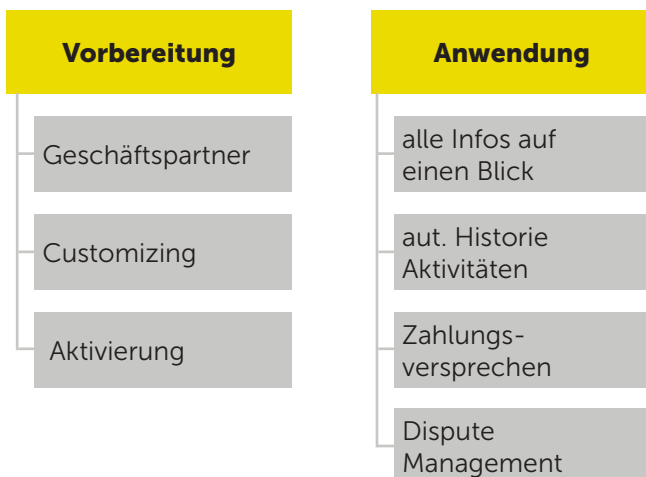 Vorbereitung
Geschäftspartner
Customizing
Aktivierung
Anwendung
alle Infos auf
einen Blick
aut. Historie
Aktivitäten
Zahlungs-
versprechen
Dispute
Management